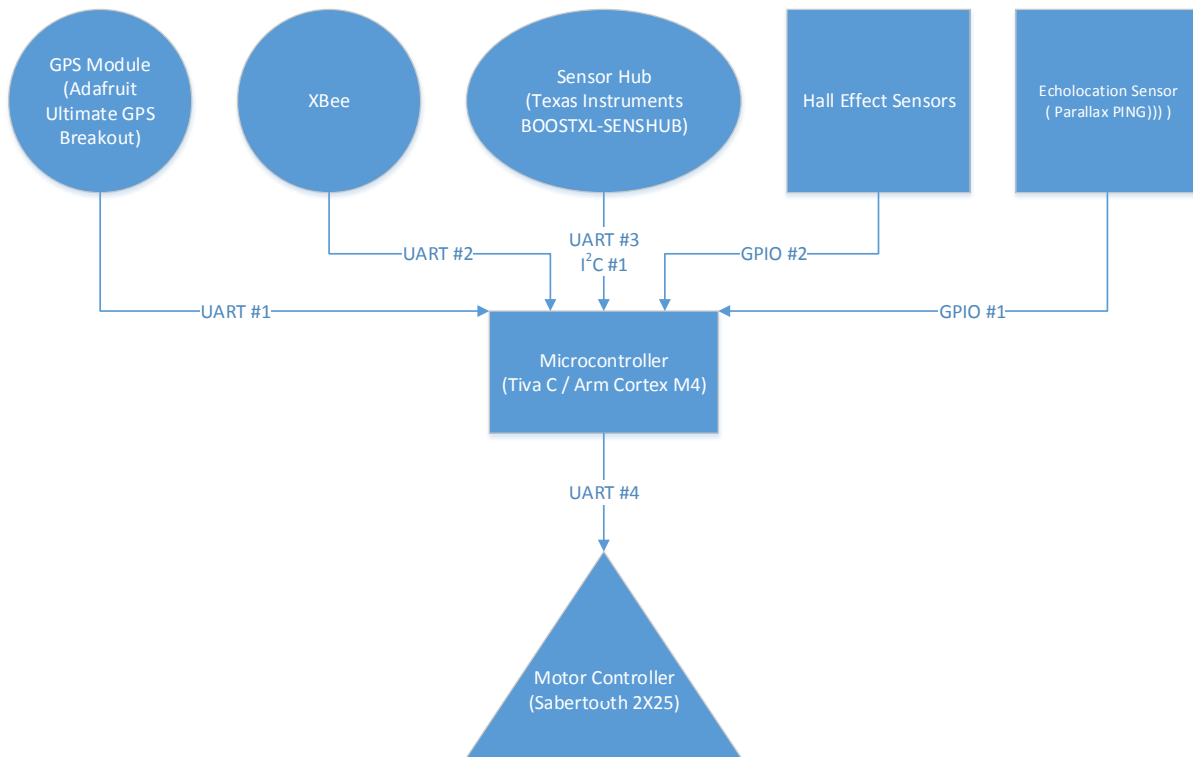 GPS Module
(Adafruit
Ultimate GPS
Breakout)
XBee
Sensor Hub
(Texas Instruments
BOOSTXL-SENSHUB)
Hall Effect Sensors
Echolocation Sensor
( Parallax PING))) )
UART #3
I²C #1
UART #2
GPIO #2
UART #1
GPIO #1
Microcontroller
(Tiva C / Arm Cortex M4)
UART #4
Motor Controller
(Sabertouth 2X25)